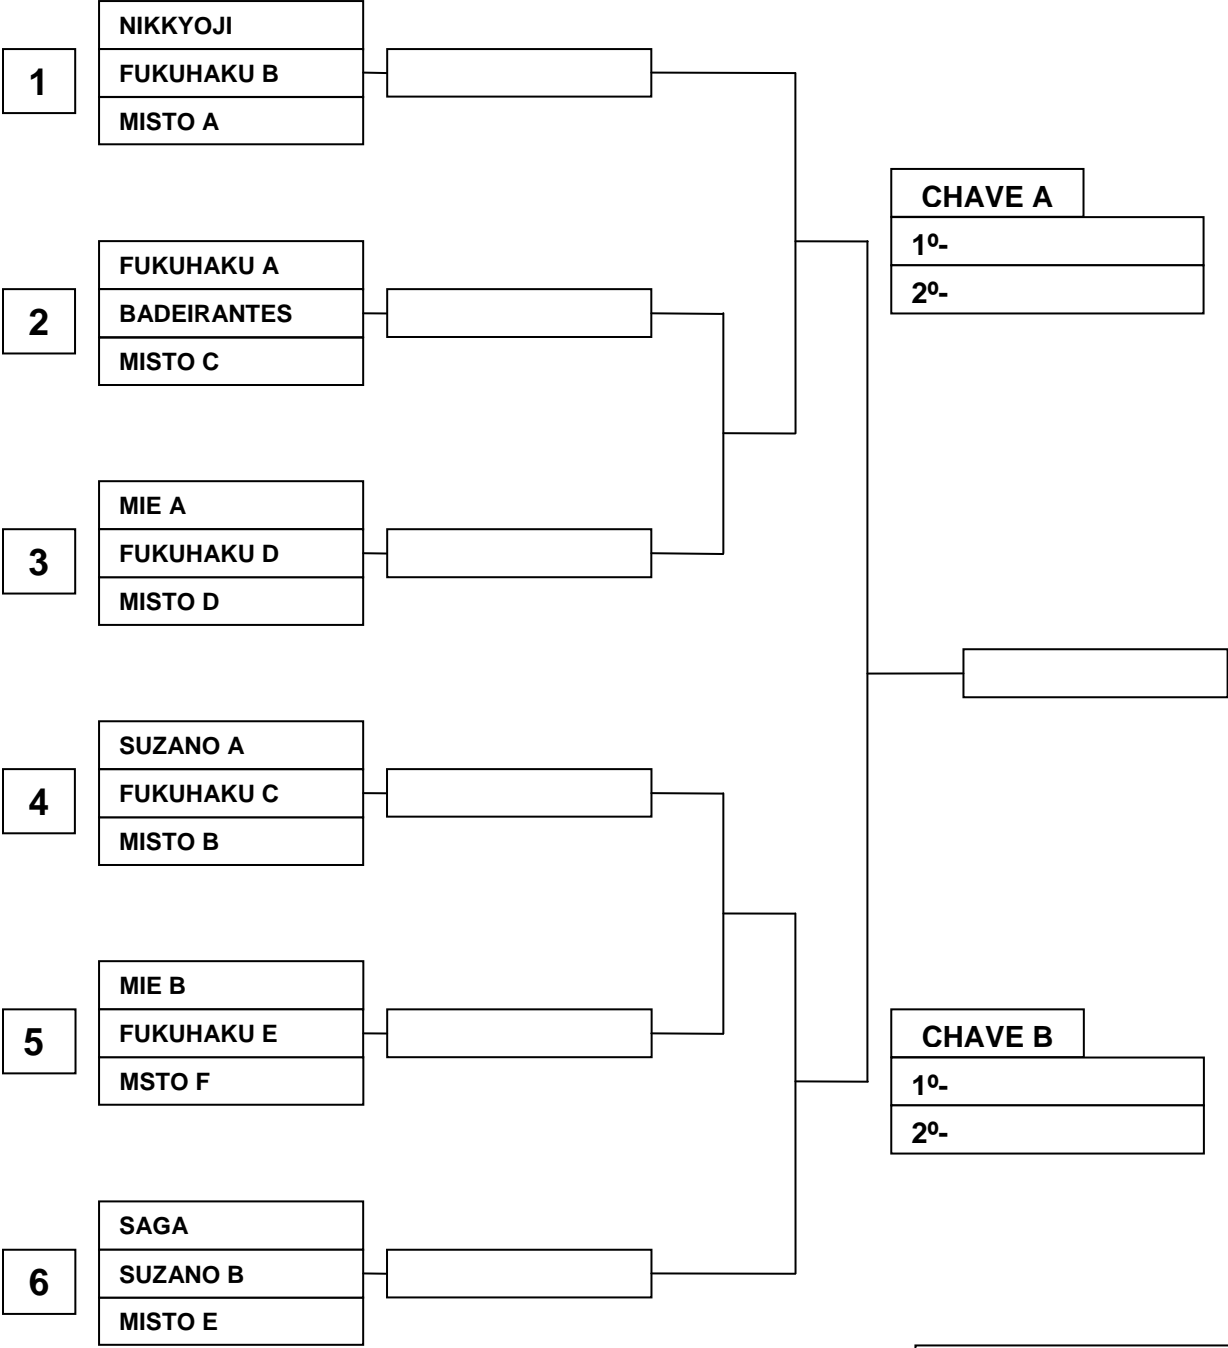 NIKKYOJI
1
FUKUHAKU B
MISTO A
CHAVE A
1º-
2º-
FUKUHAKU A
2
BADEIRANTES
MISTO C
MIE A
3
FUKUHAKU D
MISTO D
SUZANO A
4
FUKUHAKU C
MISTO B
MIE B
5
FUKUHAKU E
MSTO F
CHAVE B
1º-
2º-
SAGA
6
SUZANO B
MISTO E